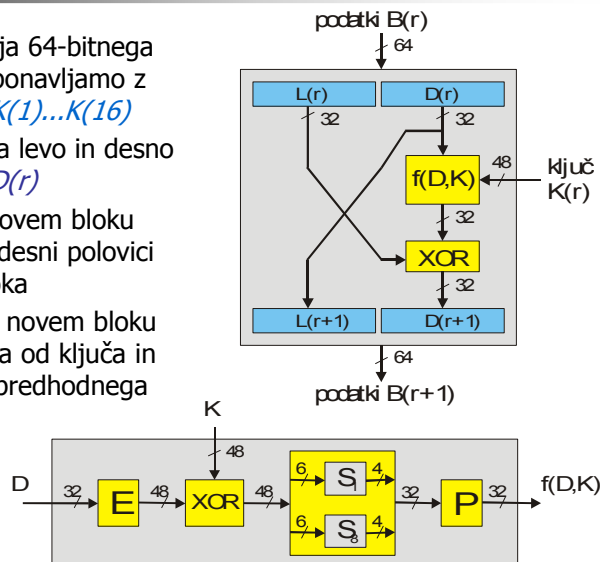 ja 64-bitnega
ponavljamo z
K(1)...K(16)
a levo in desno
D(r)
ovem bloku
desni polovici
oka
novem bloku
a od ključa in
predhodnega
podatki B(r)
64
L(r) D(r)
32 32
f(D,K) 48 ključ K(r)
32
XOR
32
L(r+1) D(r+1)
64
podatki B(r+1)
K
48
D 32 E 48 XOR 48 6 S1 4 32 P 32 f(D,K)
6 S8 4